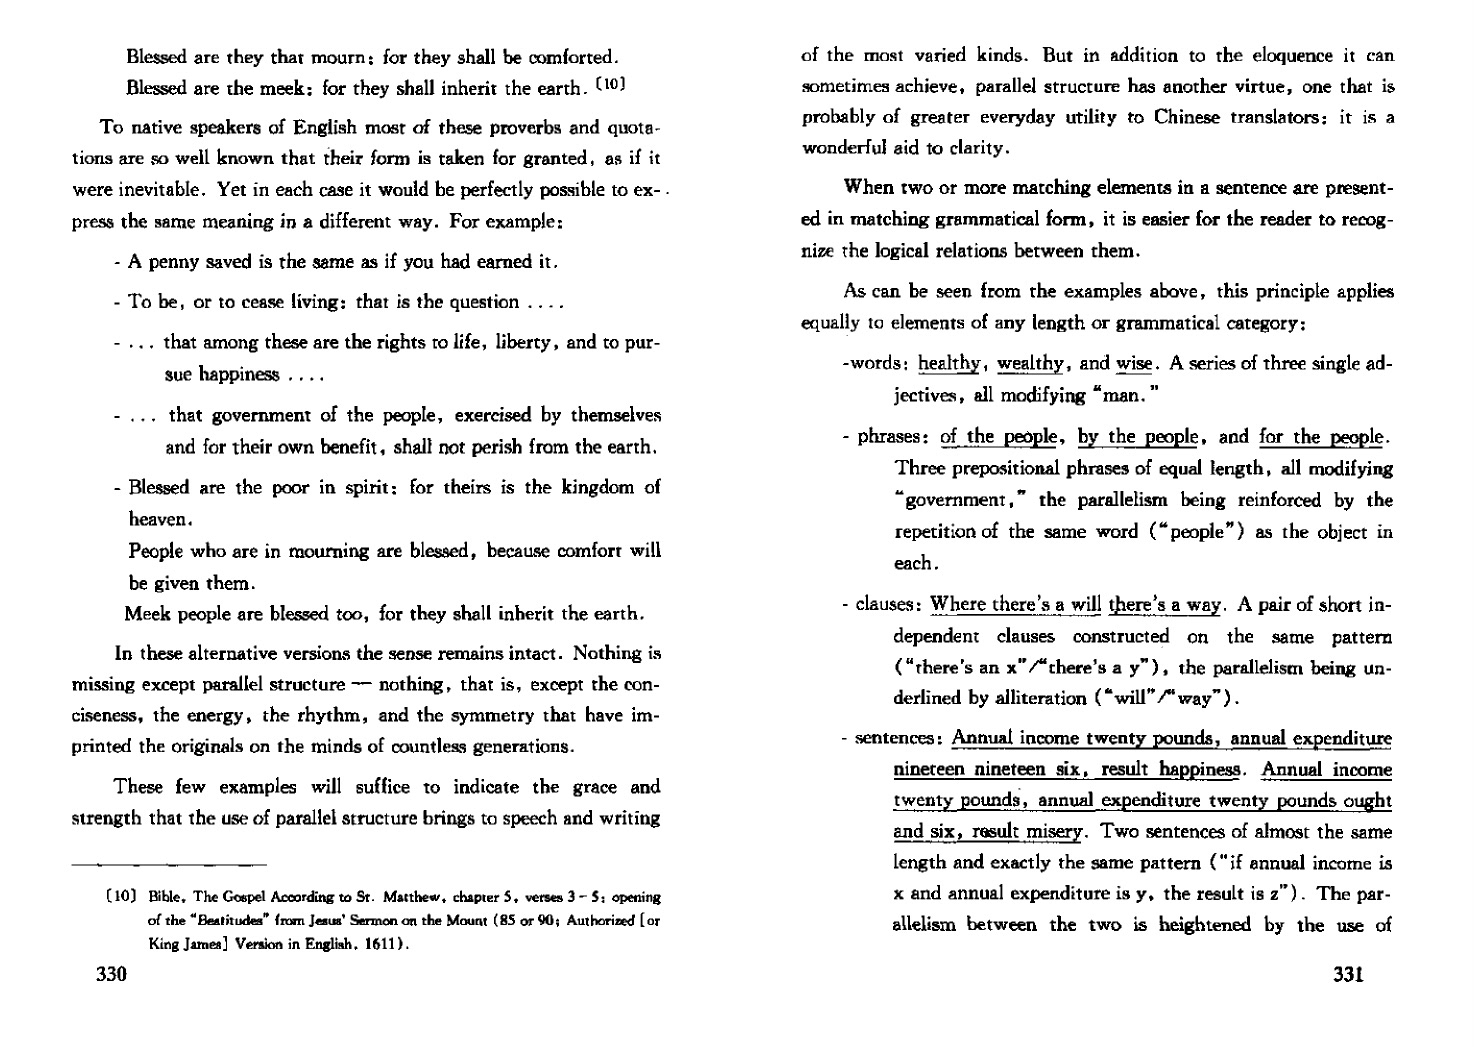 Blessed are they that mourn: for they shall be comforted.
Blessed are the meek: for they shall inherit the earth. [10]
To native speakers of English most of these proverbs and quota-
tions are so well known that their form is taken for granted, as if it
were inevitable. Yet in each case it would be perfectly possible to ex-
press the same meaning in a different way. For example:
- A penny saved is the same as if you had earned it.
- To be, or to cease living: that is the question ....
- ... that among these are the rights to life, liberty, and to pur-
sue happiness ....
- ... that government of the people, exercised by themselves
and for their own benefit, shall not perish from the earth.
- Blessed are the poor in spirit: for theirs is the kingdom of
heaven.
People who are in mourning are blessed, because comfort will
be given them.
Meek people are blessed too, for they shall inherit the earth.
In these alternative versions the sense remains intact. Nothing is
missing except parallel structure — nothing, that is, except the con-
ciseness, the energy, the rhythm, and the symmetry that have im-
printed the originals on the minds of countless generations.
These few examples will suffice to indicate the grace and
strength that the use of parallel structure brings to speech and writing
[10] Bible, The Gospel According to St. Matthew, chapter 5, verses 3 - 5: opening
of the "Beatitudes" from Jesus' Sermon on the Mount (85 or 90; Authorized [or
King James] Version in English, 1611).
330
of the most varied kinds. But in addition to the eloquence it can
sometimes achieve, parallel structure has another virtue, one that is
probably of greater everyday utility to Chinese translators: it is a
wonderful aid to clarity.
When two or more matching elements in a sentence are present-
ed in matching grammatical form, it is easier for the reader to recog-
nize the logical relations between them.
As can be seen from the examples above, this principle applies
equally to elements of any length or grammatical category:
-words: healthy, wealthy, and wise. A series of three single ad-
jectives, all modifying "man."
- phrases: of the people, by the people, and for the people.
Three prepositional phrases of equal length, all modifying
"government," the parallelism being reinforced by the
repetition of the same word ("people") as the object in
each.
- clauses: Where there's a will there's a way. A pair of short in-
dependent clauses constructed on the same pattern
("there's an x"/"there's a y"), the parallelism being un-
derlined by alliteration ("will"/"way").
- sentences: Annual income twenty pounds, annual expenditure
nineteen nineteen six, result happiness. Annual income
twenty pounds, annual expenditure twenty pounds ought
and six, result misery. Two sentences of almost the same
length and exactly the same pattern ("if annual income is
x and annual expenditure is y, the result is z"). The par-
allelism between the two is heightened by the use of
331